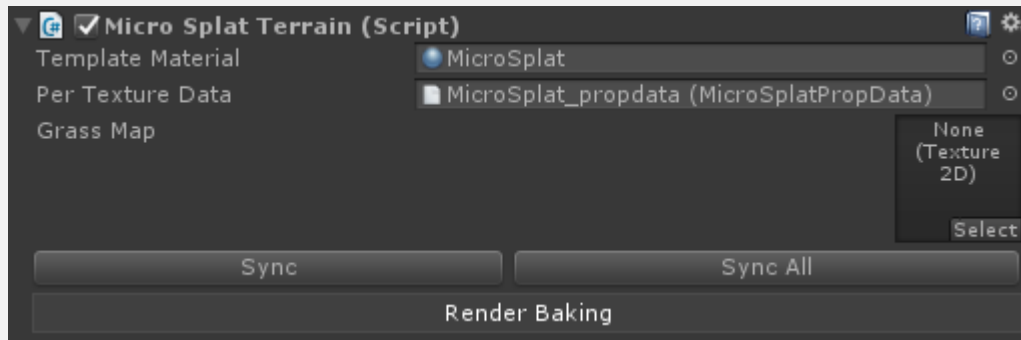 Micro Splat Terrain (Script)
Template Material
MicroSplat
Per Texture Data
MicroSplat_propdata (MicroSplatPropData)
Grass Map
None
(Texture
2D)
Select
Sync
Sync All
Render Baking